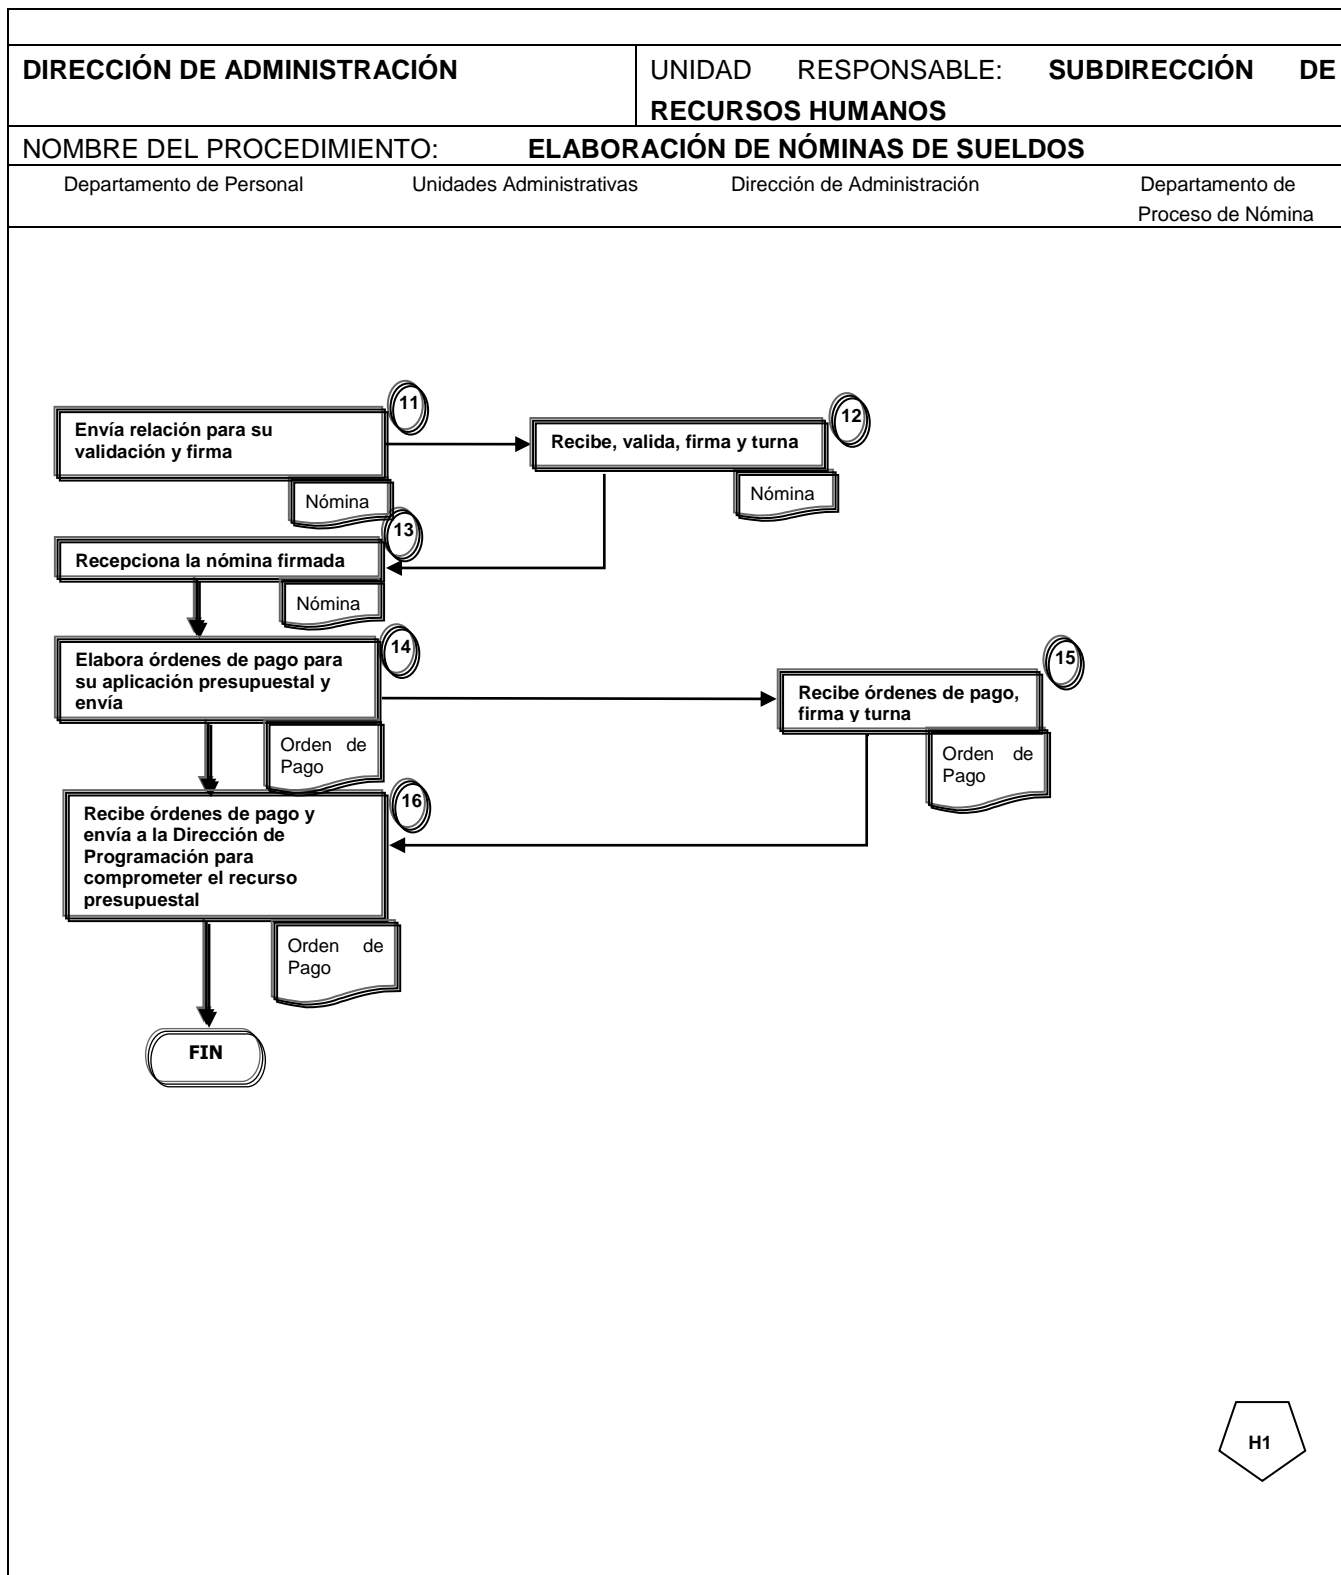 DIRECCIÓN DE ADMINISTRACIÓN
UNIDAD RESPONSABLE: SUBDIRECCIÓN DE
RECURSOS HUMANOS
NOMBRE DEL PROCEDIMIENTO: ELABORACIÓN DE NÓMINAS DE SUELDOS
Departamento de Personal
Unidades Administrativas
Dirección de Administración
Departamento de
Proceso de Nómina
11
Envía relación para su
validación y firma
Nómina
12
Recibe, valida, firma y turna
Nómina
13
Recepciona la nómina firmada
Nómina
14
Elabora órdenes de pago para
su aplicación presupuestal y
envía
Orden de
Pago
15
Recibe órdenes de pago,
firma y turna
Orden de
Pago
16
Recibe órdenes de pago y
envía a la Dirección de
Programación para
comprometer el recurso
presupuestal
Orden de
Pago
FIN
H1